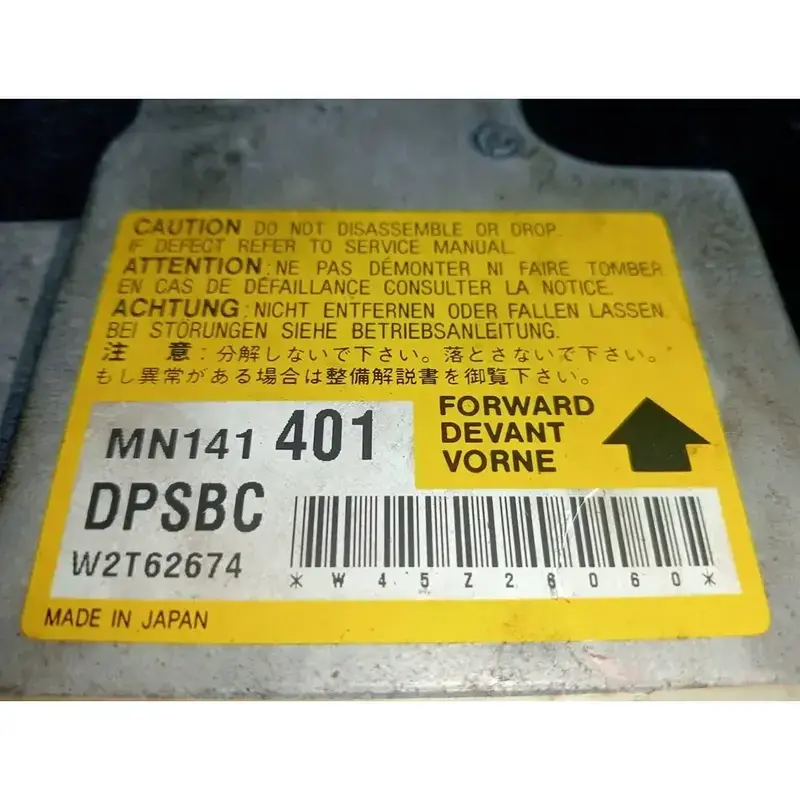 CAUTION DO NOT DISASSEMBLE OR DROP.
IF DEFECT REFER TO SERVICE MANUAL.
ATTENTION: NE PAS DÉMONTER NI FAIRE TOMBER
EN CAS DE DÉFAILLANCE CONSULTER LA NOTICE.
ACHTUNG: NICHT ENTFERNEN ODER FALLEN LASSEN.
BEI STÖRUNGEN SIEHE BETRIEBSANLEITUNG.
注 意:分解しないで下さい。落とさないで下さい。
もし異常がある場合は整備解説書を御覧下さい。
MN141 401
DPSBC
W2T62674
FORWARD
DEVANT
VORNE
*W45Z26060*
MADE IN JAPAN